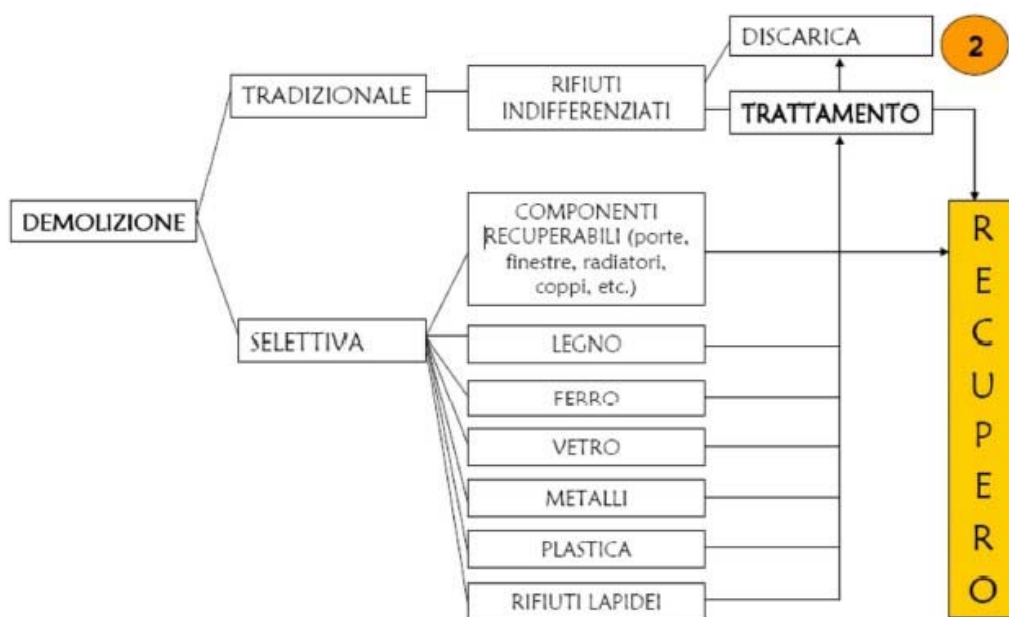 DISCARICA
2
TRADIZIONALE
RIFIUTI
INDIFFERENZIATI
TRATTAMENTO
DEMOLIZIONE
COMPONENTI
RECUPERABILI (porte,
finestre, radiatori,
coppi, etc.)
RECUPERO
SELETTIVA
LEGNO
FERRO
VETRO
METALLI
PLASTICA
RIFIUTI LAPIDEI